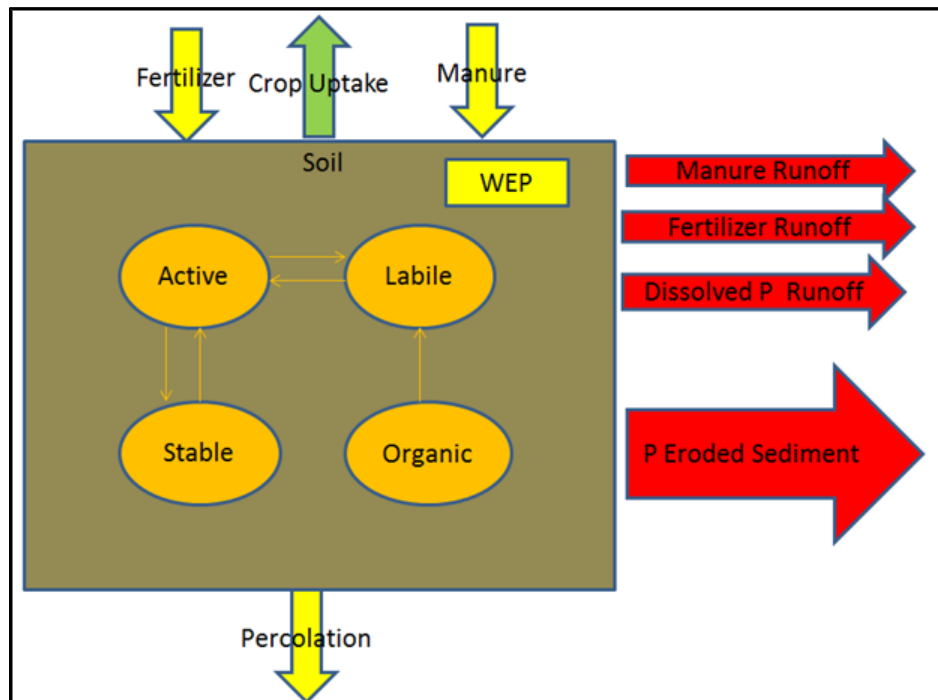 Fertilizer
Crop Uptake
Manure
Soil
WEP
Manure Runoff
Fertilizer Runoff
Active
Labile
Dissolved P Runoff
Stable
Organic
P Eroded Sediment
Percolation